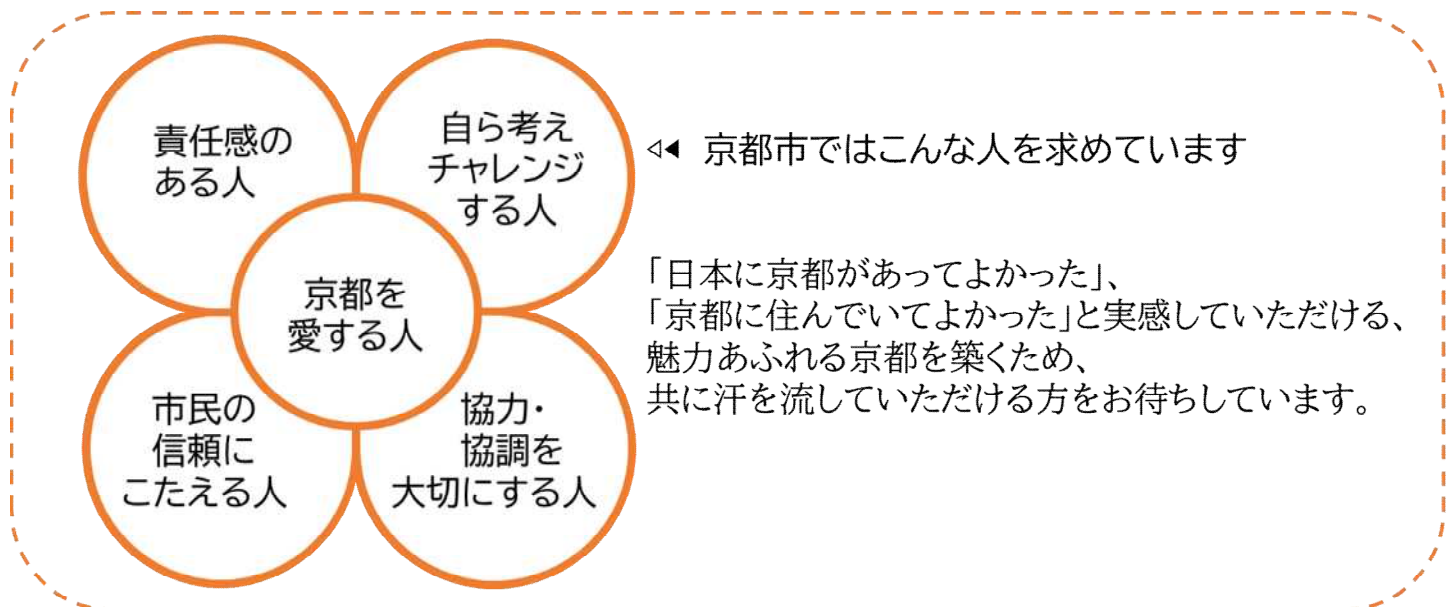 責任感の
ある人
自ら考え
チャレンジ
する人
京都を
愛する人
市民の
信頼に
こたえる人
協力・
協調を
大切にする人
◁◀ 京都市ではこんな人を求めています
「日本に京都があってよかった」、
「京都に住んでいてよかった」と実感していただける、
魅力あふれる京都を築くため、
共に汗を流していただける方をお待ちしています。